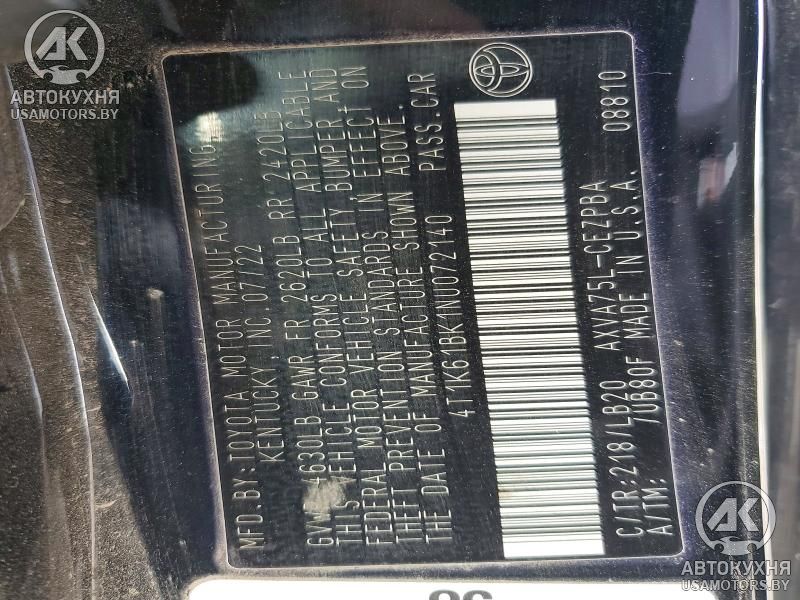 MFD.BY: TOYOTA MOTOR MANUFACTURING
KENTUCKY, INC. 07/22
4630LB GAWR FR 2620LB RR 2420LB
THIS VEHICLE CONFORMS TO ALL APPLICABLE
FEDERAL MOTOR VEHICLE SAFETY, BUMPER AND
THEFT PREVENTION STANDARDS IN EFFECT ON
THE DATE OF MANUFACTURE SHOWN ABOVE.
4T1K61BK1NU072140 PASS.CAR
C/TR:218/LB20 AXVA75L-CEZPBA 08810
A/TM: /UB80F MADE IN U.S.A.
АК
АВТОКУХНЯ
USAMOTORS.BY
АК
АВТОКУХНЯ
USAMOTORS.BY